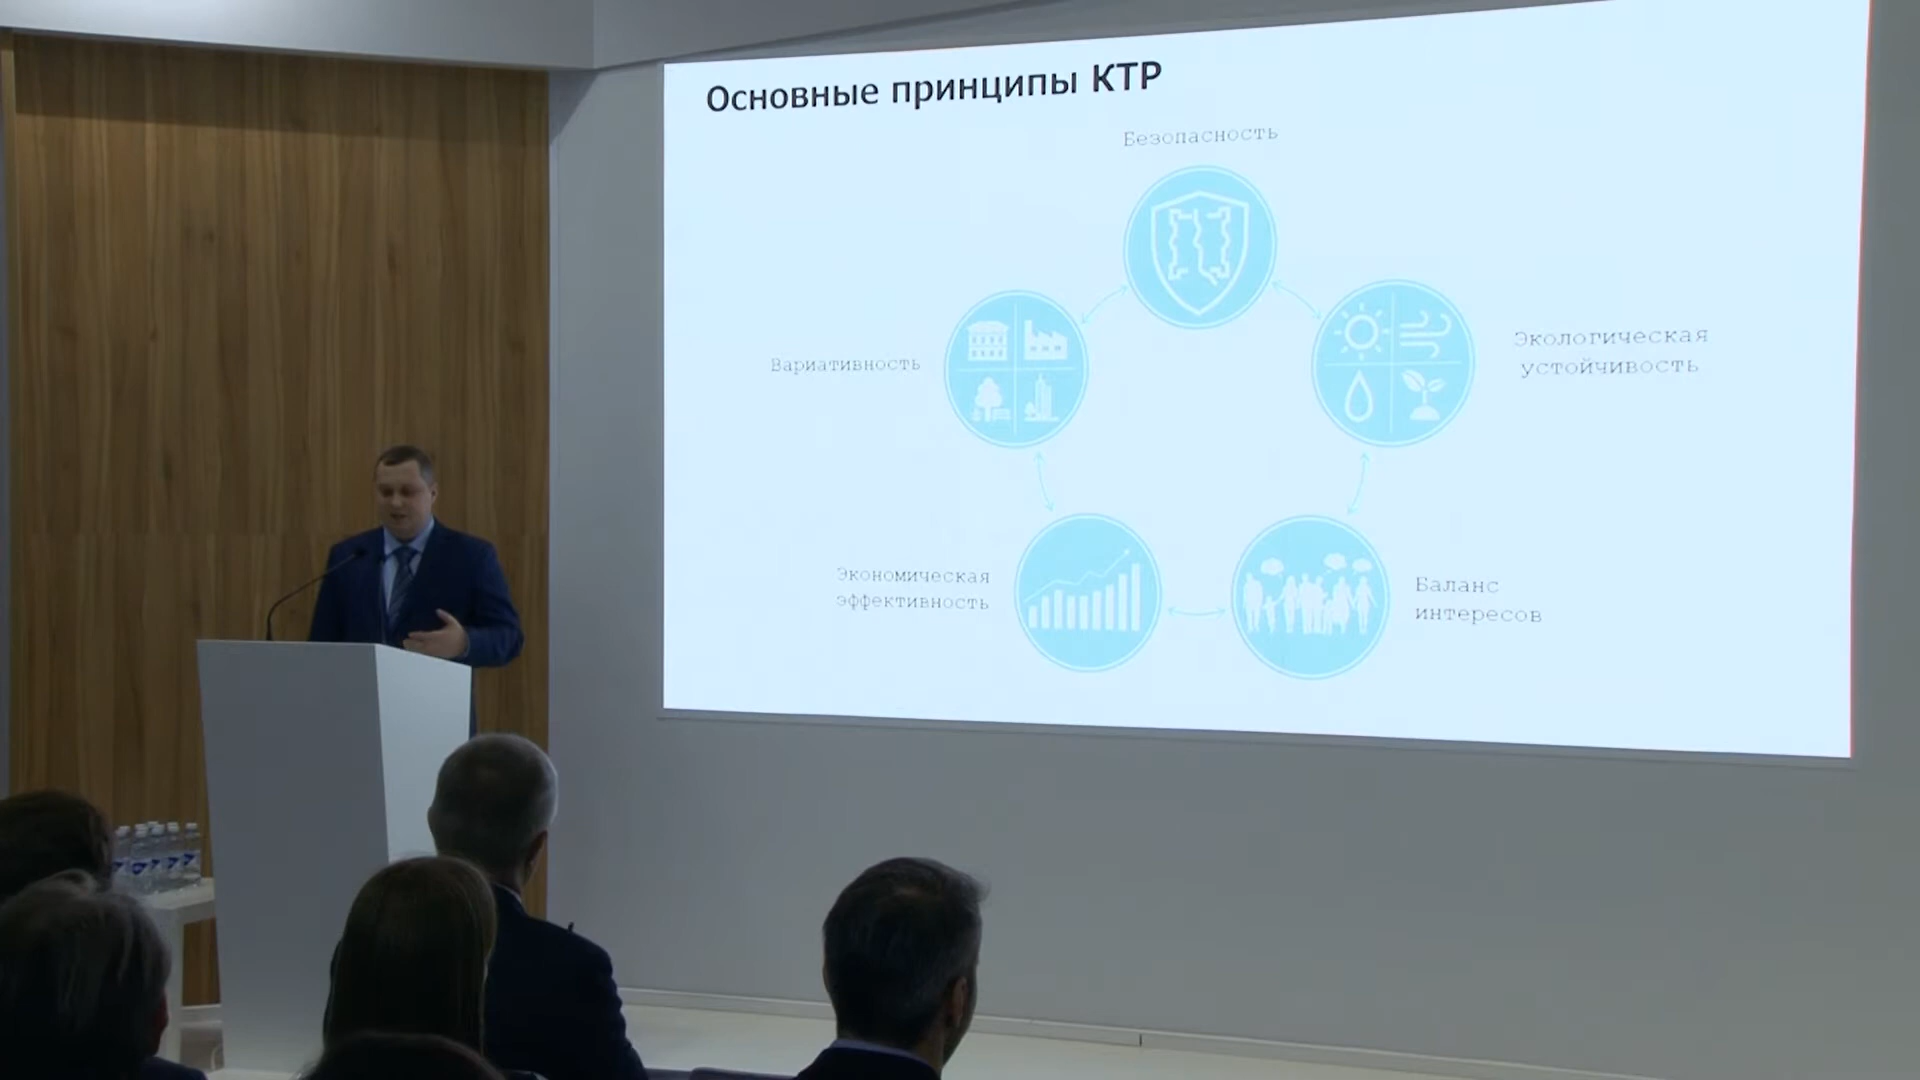 Основные принципы КТР
Безопасность
Вариативность
Экологическая
устойчивость
Экономическая
эффективность
Баланс
интересов